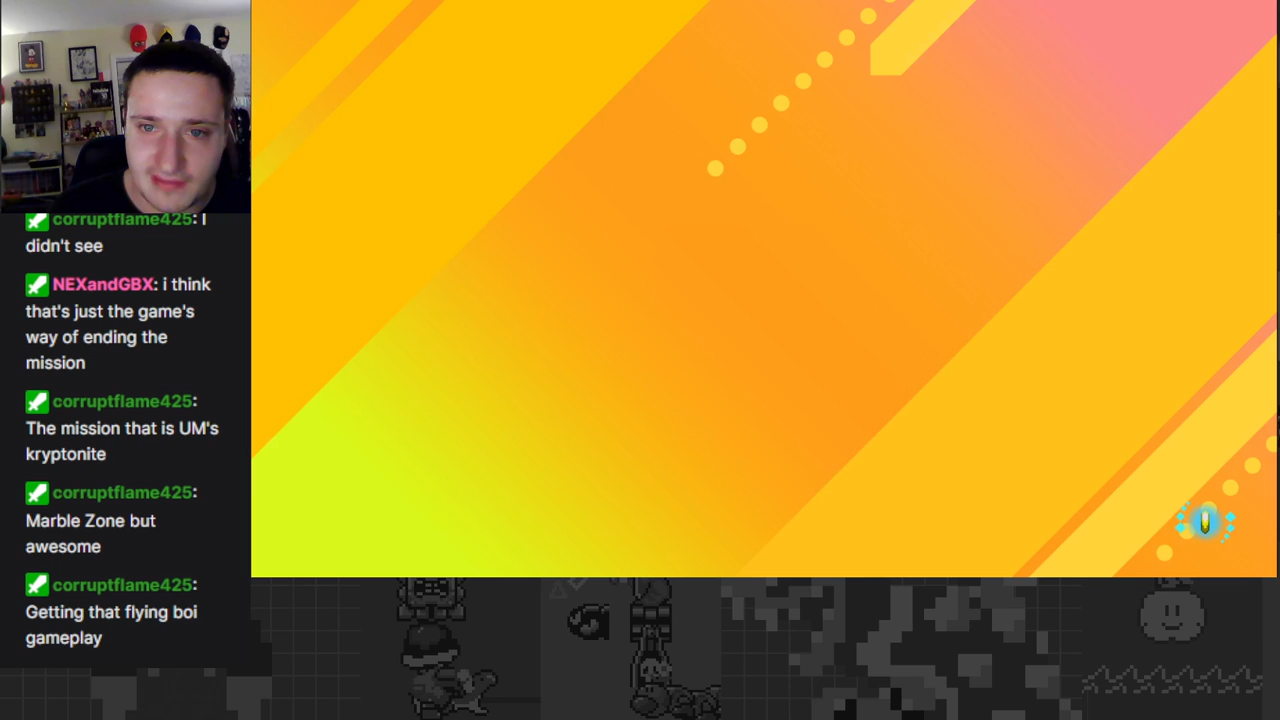 corruptflame425: I
didn't see
NEXandGBX: i think
that's just the game's
way of ending the
mission
corruptflame425:
The mission that is UM's
kryptonite
corruptflame425:
Marble Zone but
awesome
corruptflame425:
Getting that flying boi
gameplay